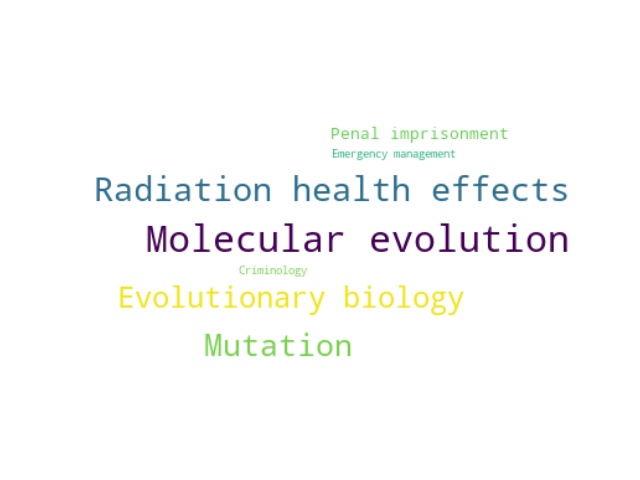 Penal imprisonment
Emergency management
Radiation health effects
Molecular evolution
Criminology
Evolutionary biology
Mutation